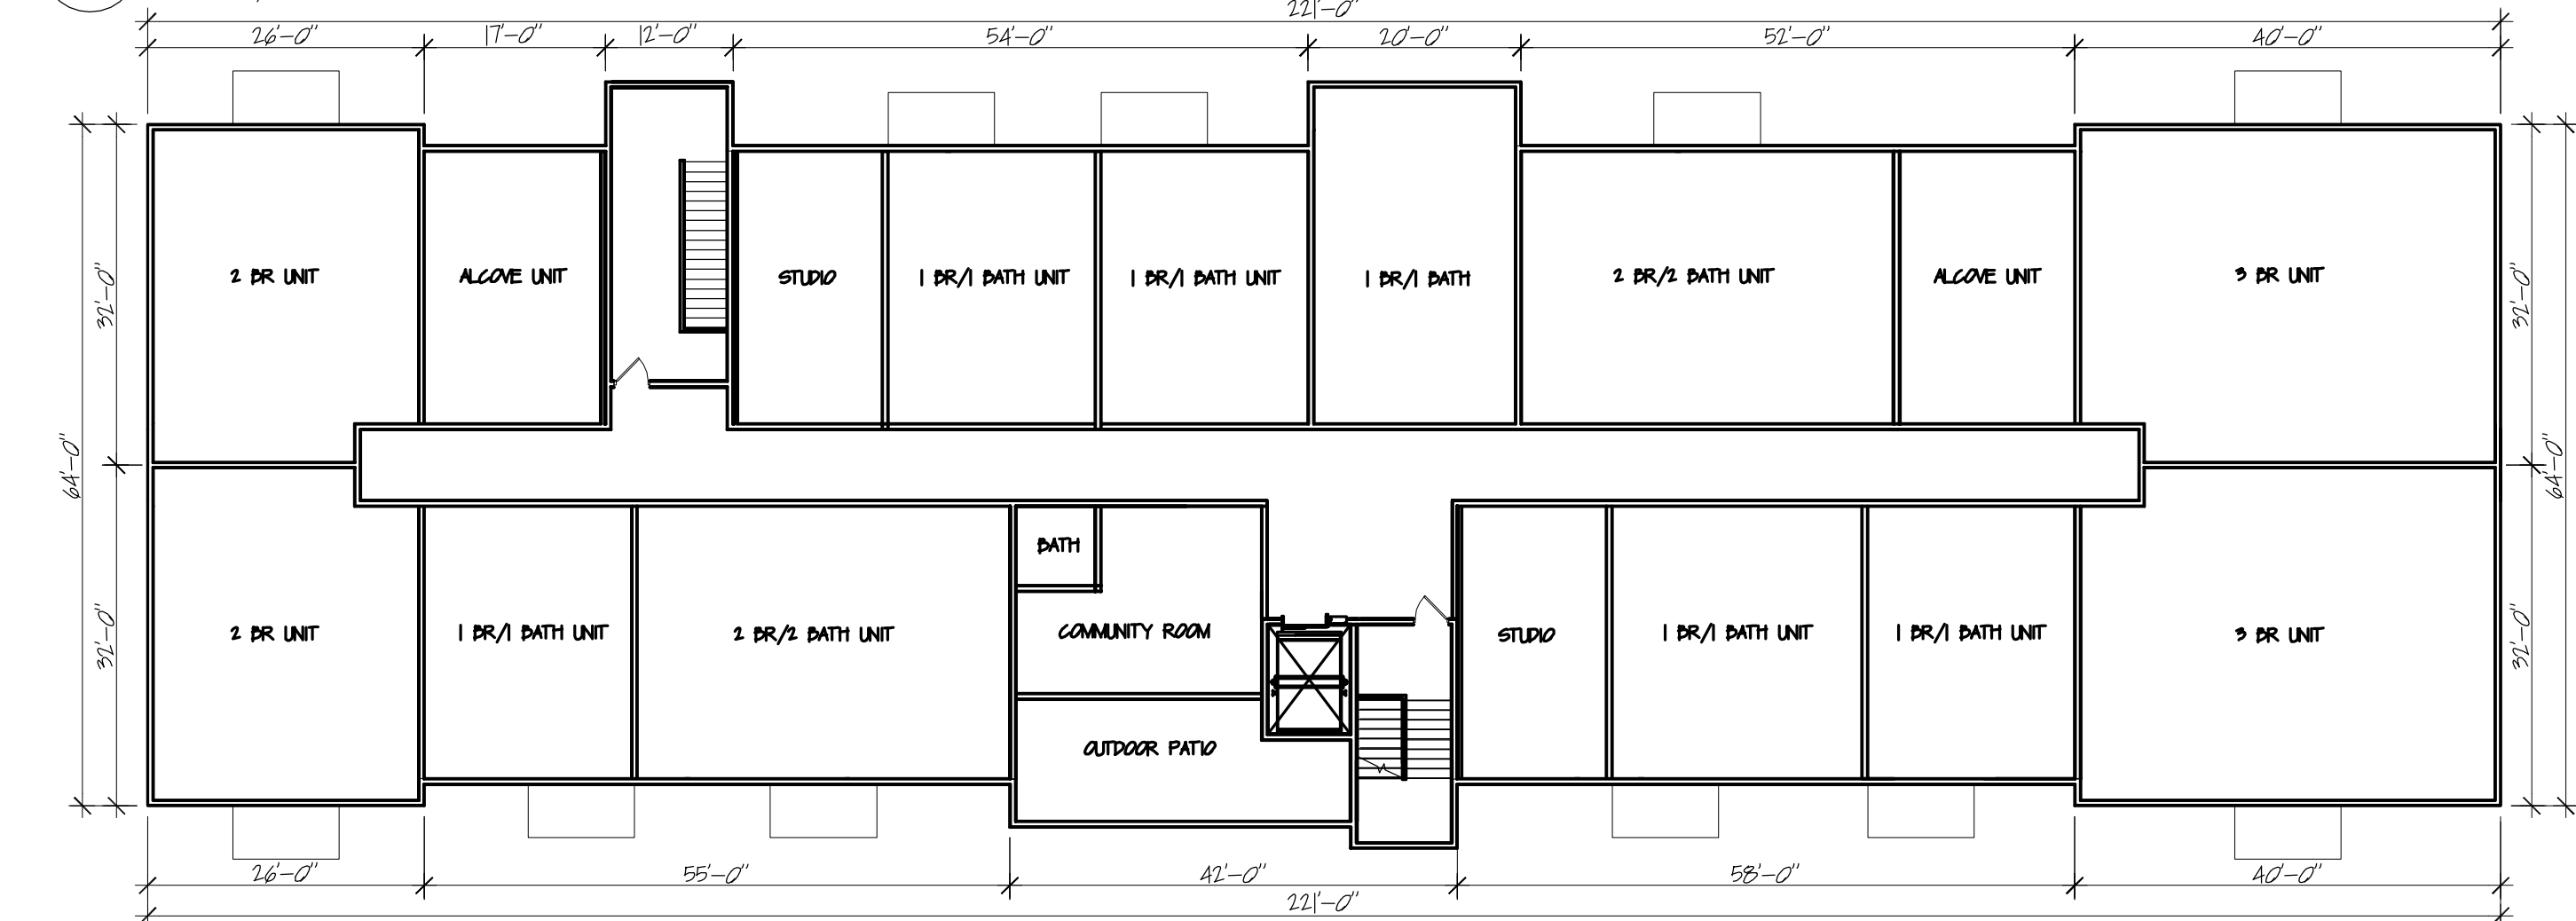 221'-0"
26'-0" 17'-0" 12'-0" 54'-0" 20'-0" 52'-0" 40'-0"
2 BR UNIT ALCOVE UNIT STUDIO 1 BR/1 BATH UNIT 1 BR/1 BATH UNIT 1 BR/1 BATH 2 BR/2 BATH UNIT ALCOVE UNIT 3 BR UNIT
32'-0" 32'-0"
64'-0" 64'-0"
BATH
2 BR UNIT 1 BR/1 BATH UNIT 2 BR/2 BATH UNIT COMMUNITY ROOM STUDIO 1 BR/1 BATH UNIT 1 BR/1 BATH UNIT 3 BR UNIT
32'-0" 32'-0"
OUTDOOR PATIO
26'-0" 55'-0" 42'-0" 58'-0" 40'-0"
221'-0"